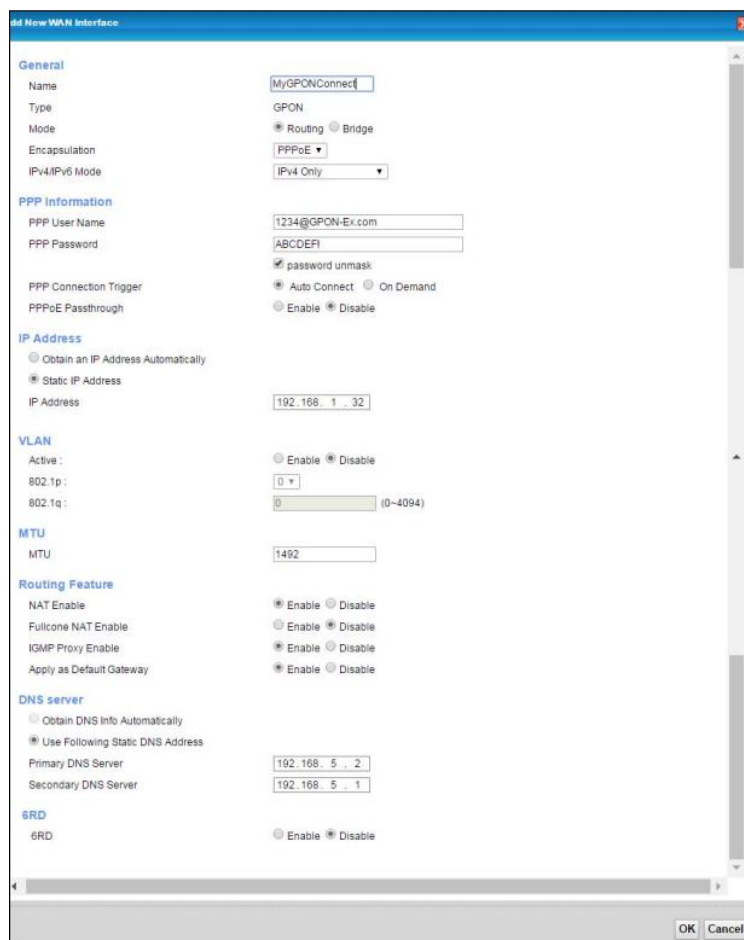 dd New WAN Interface
General
Name MyGPONConnect
Type GPON
Mode Routing Bridge
Encapsulation PPPoE
IPv4/IPv6 Mode IPv4 Only
PPP Information
PPP User Name 1234@GPON-Ex.com
PPP Password ABCDEF!
password unmask
PPP Connection Trigger Auto Connect On Demand
PPPoE Passthrough Enable Disable
IP Address
Obtain an IP Address Automatically
Static IP Address
IP Address 192.168. 1 . 32
VLAN
Active : Enable Disable
802.1p : 0
802.1q : 0 (0~4094)
MTU
MTU 1492
Routing Feature
NAT Enable Enable Disable
Fullcone NAT Enable Enable Disable
IGMP Proxy Enable Enable Disable
Apply as Default Gateway Enable Disable
DNS server
Obtain DNS Info Automatically
Use Following Static DNS Address
Primary DNS Server 192.168. 5 . 2
Secondary DNS Server 192.168. 5 . 1
6RD
6RD Enable Disable
OK Cancel